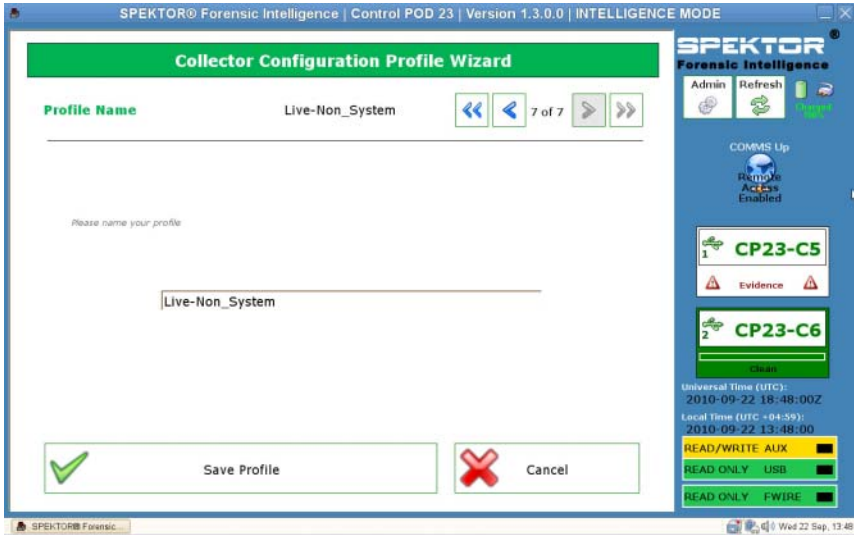 SPEKTOR® Forensic Intelligence | Control POD 23 | Version 1.3.0.0 | INTELLIGENCE MODE
Collector Configuration Profile Wizard
Profile Name
Live-Non_System
7 of 7
Please name your profile
Live-Non_System
Save Profile
Cancel
SPEKTOR®
Forensic Intelligence
Admin
Refresh
COMMS Up
Remote
Access
Enabled
1 CP23-C5
Evidence
2 CP23-C6
Clean
Universal Time (UTC):
2010-09-22 18:48:00Z
Local Time (UTC +04:59):
2010-09-22 13:48:00
READ/WRITE AUX
READ ONLY USB
READ ONLY FWIRE
SPEKTOR® Forensic...
Wed 22 Sep, 13:48